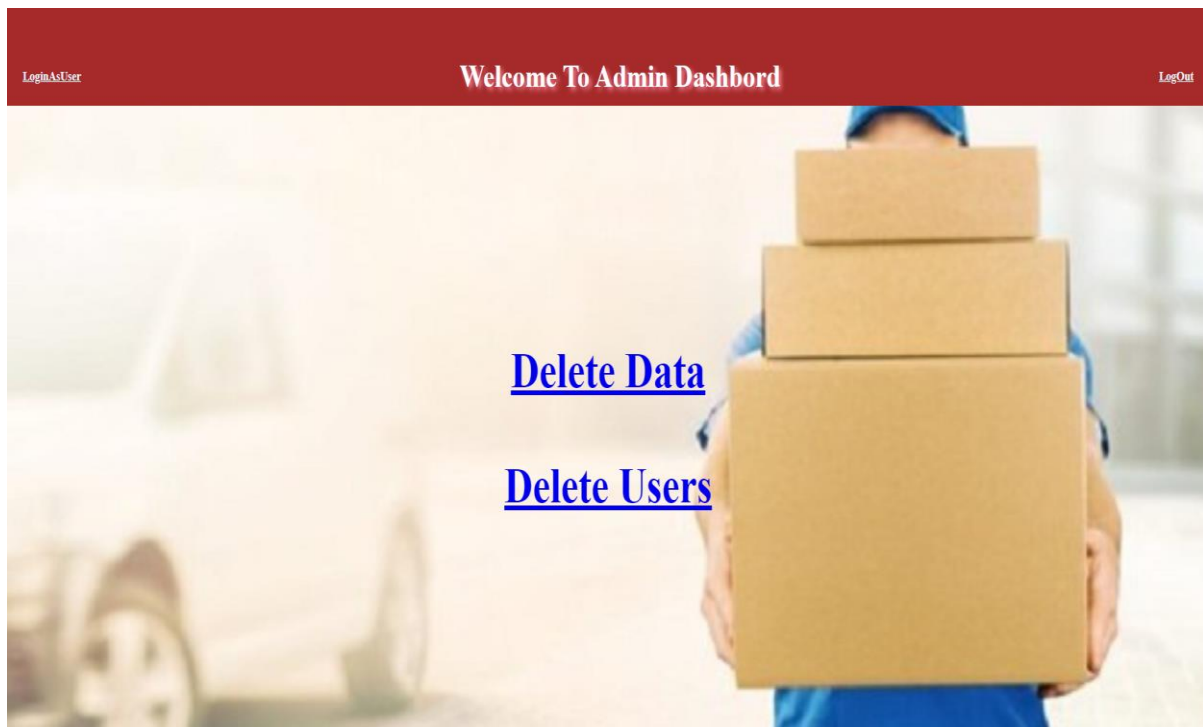 LoginAsUser
Welcome To Admin Dashbord
LogOut
Delete Data
Delete Users